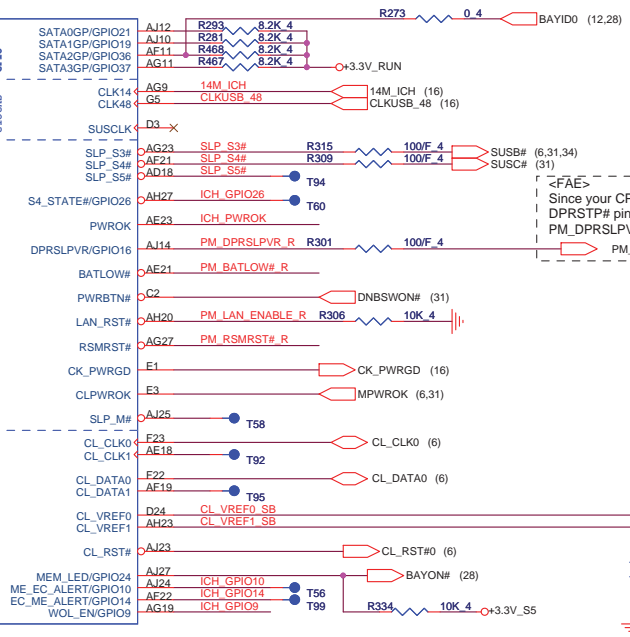 R273 0_4 BAYID0 (12,28)
SATA0GP/GPIO21 AJ12 R293 8.2K_4
SATA1GP/GPIO19 AJ10 R281 8.2K_4
SATA2GP/GPIO36 AF11 R468 8.2K_4
SATA3GP/GPIO37 AG11 R467 8.2K_4 +3.3V_RUN
CLK14 AG9 14M_ICH 14M_ICH (16)
CLK48 G5 CLKUSB_48 CLKUSB_48 (16)
SUSCLK D3
SLP_S3# AG23 SLP_S3# R315 100/F_4 SUSB# (6,31,34)
SLP_S4# AF21 SLP_S4# R309 100/F_4 SUSC# (31)
SLP_S5# AD18 SLP_S5# T94
<FAE>
Since your CP
DPRSTP# pin
PM_DPRSLPV
S4_STATE#/GPIO26 AH27 ICH_GPIO26 T60
PWROK AE23 ICH_PWROK
DPRSLPVR/GPIO16 AJ14 PM_DPRSLPVR_R R301 100/F_4 PM_
BATLOW# AE21 PM_BATLOW#_R
PWRBTN# C2 DNBSWON# (31)
LAN_RST# AH20 PM_LAN_ENABLE_R R306 10K_4
RSMRST# AG27 PM_RSMRST#_R
CK_PWRGD E1 CK_PWRGD (16)
CLPWROK E3 MPWROK (6,31)
SLP_M# AJ25 T58
CL_CLK0 F23 CL_CLK0 (6)
CL_CLK1 AE18 T92
CL_DATA0 F22 CL_DATA0 (6)
CL_DATA1 AF19 T95
CL_VREF0 D24 CL_VREF0_SB
CL_VREF1 AH23 CL_VREF1_SB
CL_RST# AJ23 CL_RST#0 (6)
MEM_LED/GPIO24 AJ27 BAYON# (28)
ME_EC_ALERT/GPIO10 AJ24 ICH_GPIO10 T56
EC_ME_ALERT/GPIO14 AF22 ICH_GPIO14 T99
WOL_EN/GPIO9 AG19 ICH_GPIO9 R334 10K_4 +3.3V_S5